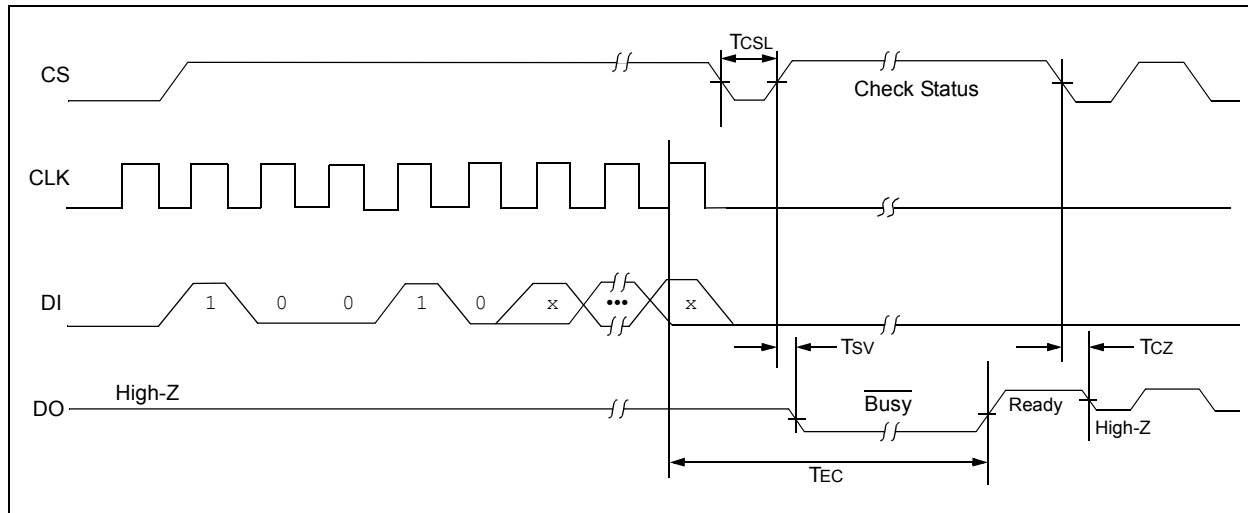 TCSL
CS
Check Status
CLK
DI
1 0 0 1 0 x ••• x
TSV
TCZ
High-Z
DO
Busy
Ready
High-Z
TEC